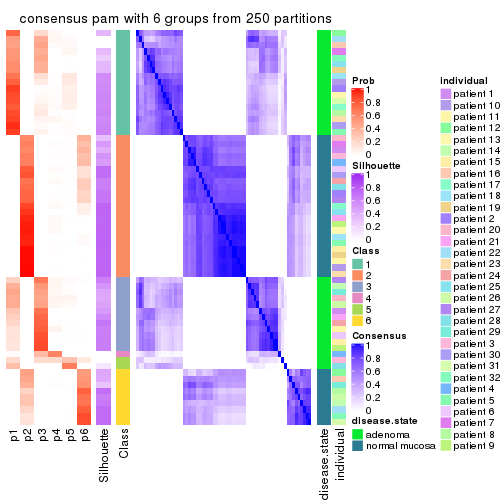 consensus pam with 6 groups from 250 partitions
p1
p2
p3
p4
p5
p6
Silhouette
Class
disease.state
individual
Prob
1
0.8
0.6
0.4
0.2
0
Silhouette
1
0.8
0.6
0.4
0.2
0
Class
1
2
3
4
5
6
Consensus
1
0.8
0.6
0.4
0.2
0
disease.state
adenoma
normal mucosa
individual
patient 1
patient 10
patient 11
patient 12
patient 13
patient 14
patient 15
patient 16
patient 17
patient 18
patient 19
patient 2
patient 20
patient 21
patient 22
patient 23
patient 24
patient 25
patient 26
patient 27
patient 28
patient 29
patient 3
patient 30
patient 31
patient 32
patient 4
patient 5
patient 6
patient 7
patient 8
patient 9